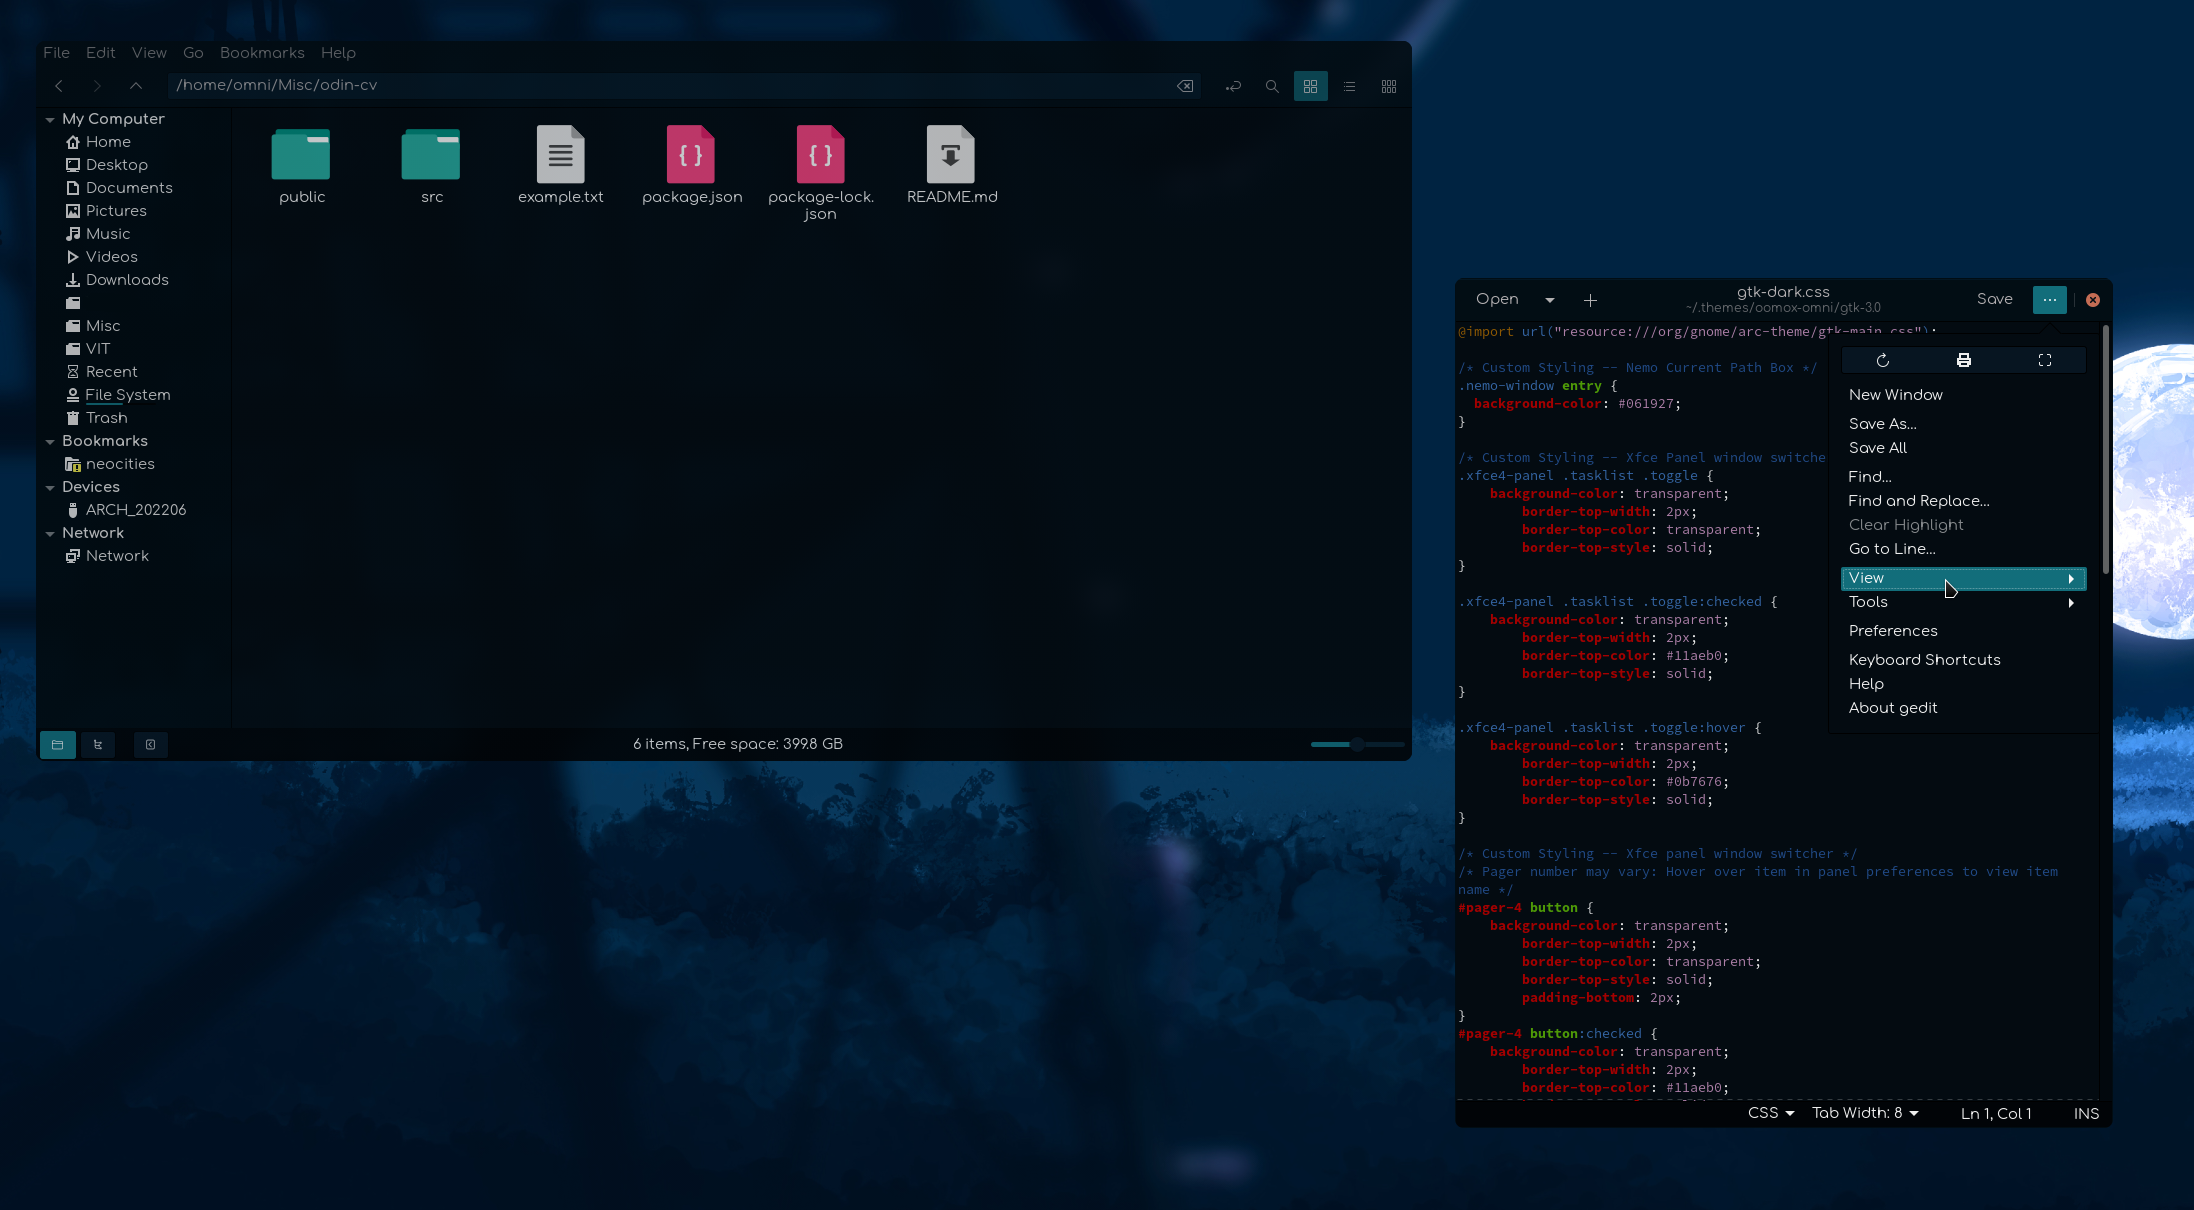 File Edit View Go Bookmarks Help
/home/omni/Misc/odin-cv
My Computer
Home
Desktop
Documents
Pictures
Music
Videos
Downloads
Misc
VIT
Recent
File System
Trash
Bookmarks
neocities
Devices
ARCH_202206
Network
Network
public
src
example.txt
package.json
package-lock.
json
README.md
6 items, Free space: 399.8 GB
Open
gtk-dark.css
~/.themes/oomox-omni/gtk-3.0
Save
@import url("resource:///org/gnome/arc-theme/gtk-main.css");
/* Custom Styling -- Nemo Current Path Box */
.nemo-window entry {
background-color: #061927;
}
/* Custom Styling -- Xfce Panel window switche
.xfce4-panel .tasklist .toggle {
background-color: transparent;
border-top-width: 2px;
border-top-color: transparent;
border-top-style: solid;
}
.xfce4-panel .tasklist .toggle:checked {
background-color: transparent;
border-top-width: 2px;
border-top-color: #11aeb0;
border-top-style: solid;
}
.xfce4-panel .tasklist .toggle:hover {
background-color: transparent;
border-top-width: 2px;
border-top-color: #0b7676;
border-top-style: solid;
}
/* Custom Styling -- Xfce panel window switcher */
/* Pager number may vary: Hover over item in panel preferences to view item
name */
#pager-4 button {
background-color: transparent;
border-top-width: 2px;
border-top-color: transparent;
border-top-style: solid;
padding-bottom: 2px;
}
#pager-4 button:checked {
background-color: transparent;
border-top-width: 2px;
border-top-color: #11aeb0;
New Window
Save As...
Save All
Find...
Find and Replace...
Clear Highlight
Go to Line...
View
Tools
Preferences
Keyboard Shortcuts
Help
About gedit
CSS Tab Width: 8 Ln 1, Col 1 INS